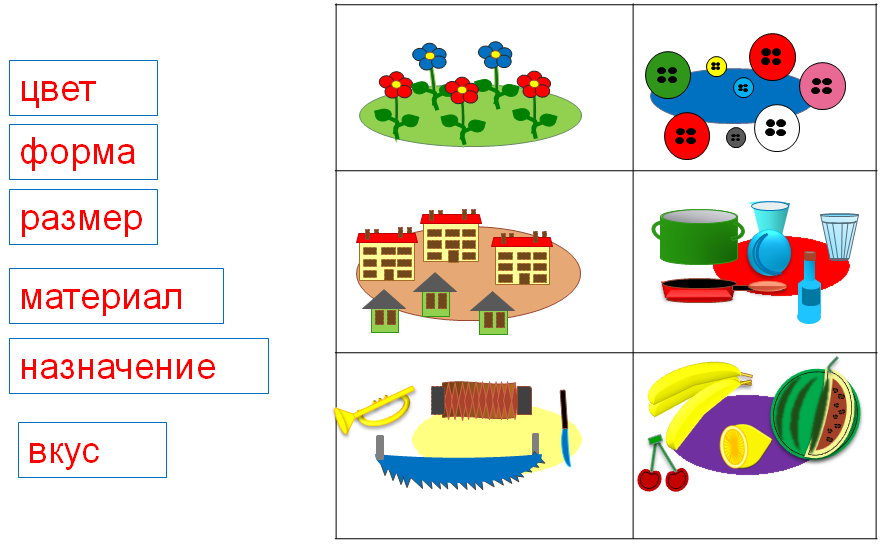 цвет
форма
размер
материал
назначение
вкус